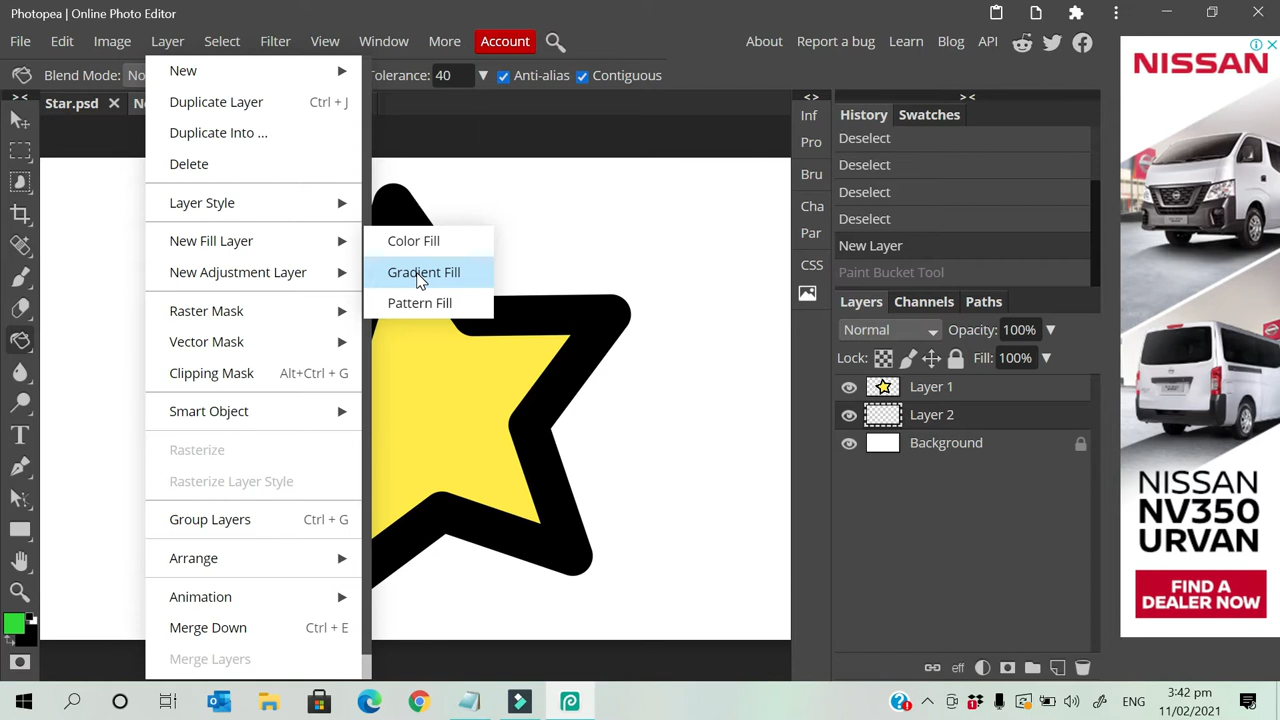 Photopea | Online Photo Editor
File Edit Image Layer Select Filter View Window More Account About Report a bug Learn Blog API
Blend Mode: No Tolerance: 40 Anti-alias Contiguous
Star.psd Ne
New
Duplicate Layer Ctrl + J
Duplicate Into ...
Delete
Layer Style
New Fill Layer
New Adjustment Layer
Raster Mask
Vector Mask
Clipping Mask Alt+Ctrl + G
Smart Object
Rasterize
Rasterize Layer Style
Group Layers Ctrl + G
Arrange
Animation
Merge Down Ctrl + E
Merge Layers
Color Fill
Gradient Fill
Pattern Fill
Inf
Pro
Bru
Cha
Par
CSS
History Swatches
Deselect
Deselect
Deselect
Deselect
New Layer
Paint Bucket Tool
Layers Channels Paths
Normal Opacity: 100%
Lock: Fill: 100%
Layer 1
Layer 2
Background
eff
NISSAN
NISSAN
NV350
URVAN
FIND A
DEALER NOW
ENG
3:42 pm
11/02/2021